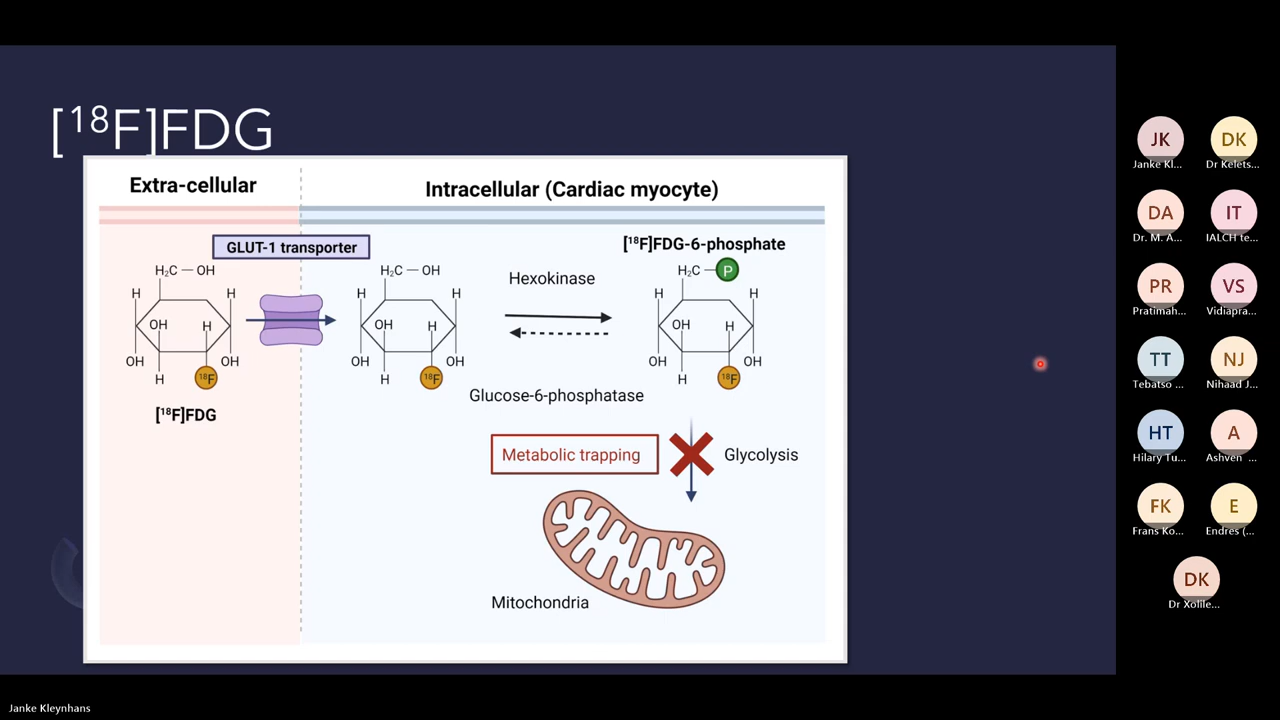 [¹⁸F]FDG
Extra-cellular
Intracellular (Cardiac myocyte)
GLUT-1 transporter
[¹⁸F]FDG-6-phosphate
H₂C — OH
H
H
OH
H
OH
OH
H
¹⁸F
[¹⁸F]FDG
H₂C — OH
H
H
OH
H
OH
OH
H
¹⁸F
Hexokinase
Glucose-6-phosphatase
H₂C — P
H
H
OH
H
OH
OH
H
¹⁸F
Metabolic trapping
Glycolysis
Mitochondria
JK
Janke Kl...
DK
Dr Kelets...
DA
Dr. M. A...
IT
IALCH te...
PR
Pratimah...
VS
Vidiapra...
TT
Tebatso ...
NJ
Nihaad J...
HT
Hilary Tu...
A
Ashven ...
FK
Frans Ko...
E
Endres (...
DK
Dr Xolile...
Janke Kleynhans